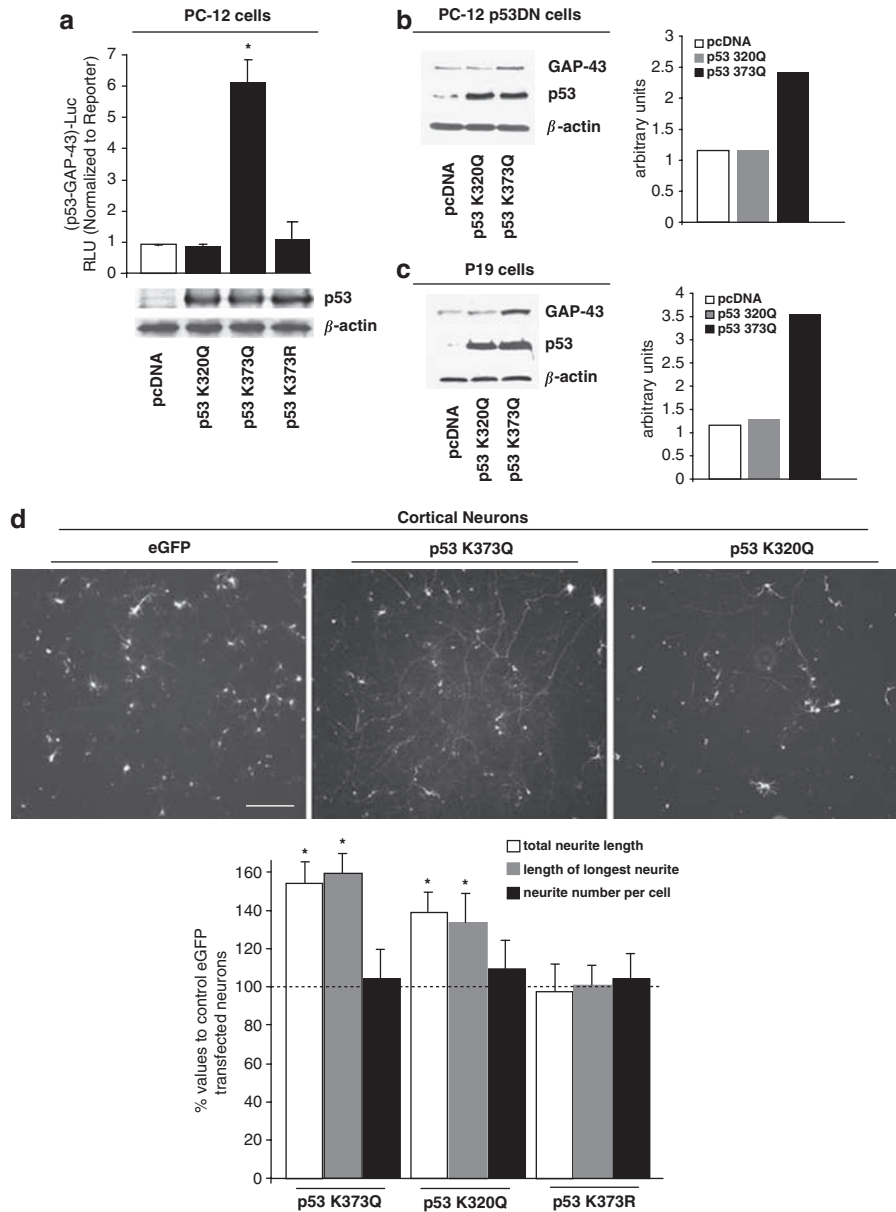 a
PC-12 cells
(p53-GAP-43)-Luc
RLU (Normalized to Reporter)
7
6
5
4
3
2
1
0
*
p53
β-actin
pcDNA
p53 K320Q
p53 K373Q
p53 K373R
b
PC-12 p53DN cells
GAP-43
p53
β-actin
pcDNA
p53 K320Q
p53 K373Q
arbitrary units
3
2.5
2
1.5
1
0.5
0
pcDNA
p53 320Q
p53 373Q
c
P19 cells
GAP-43
p53
β-actin
pcDNA
p53 K320Q
p53 K373Q
arbitrary units
4
3.5
3
2.5
2
1.5
1
0.5
0
pcDNA
p53 320Q
p53 373Q
d
Cortical Neurons
eGFP
p53 K373Q
p53 K320Q
% values to control eGFP
transfected neurons
160
140
120
100
80
60
40
20
0
* *
* *
total neurite length
length of longest neurite
neurite number per cell
p53 K373Q
p53 K320Q
p53 K373R